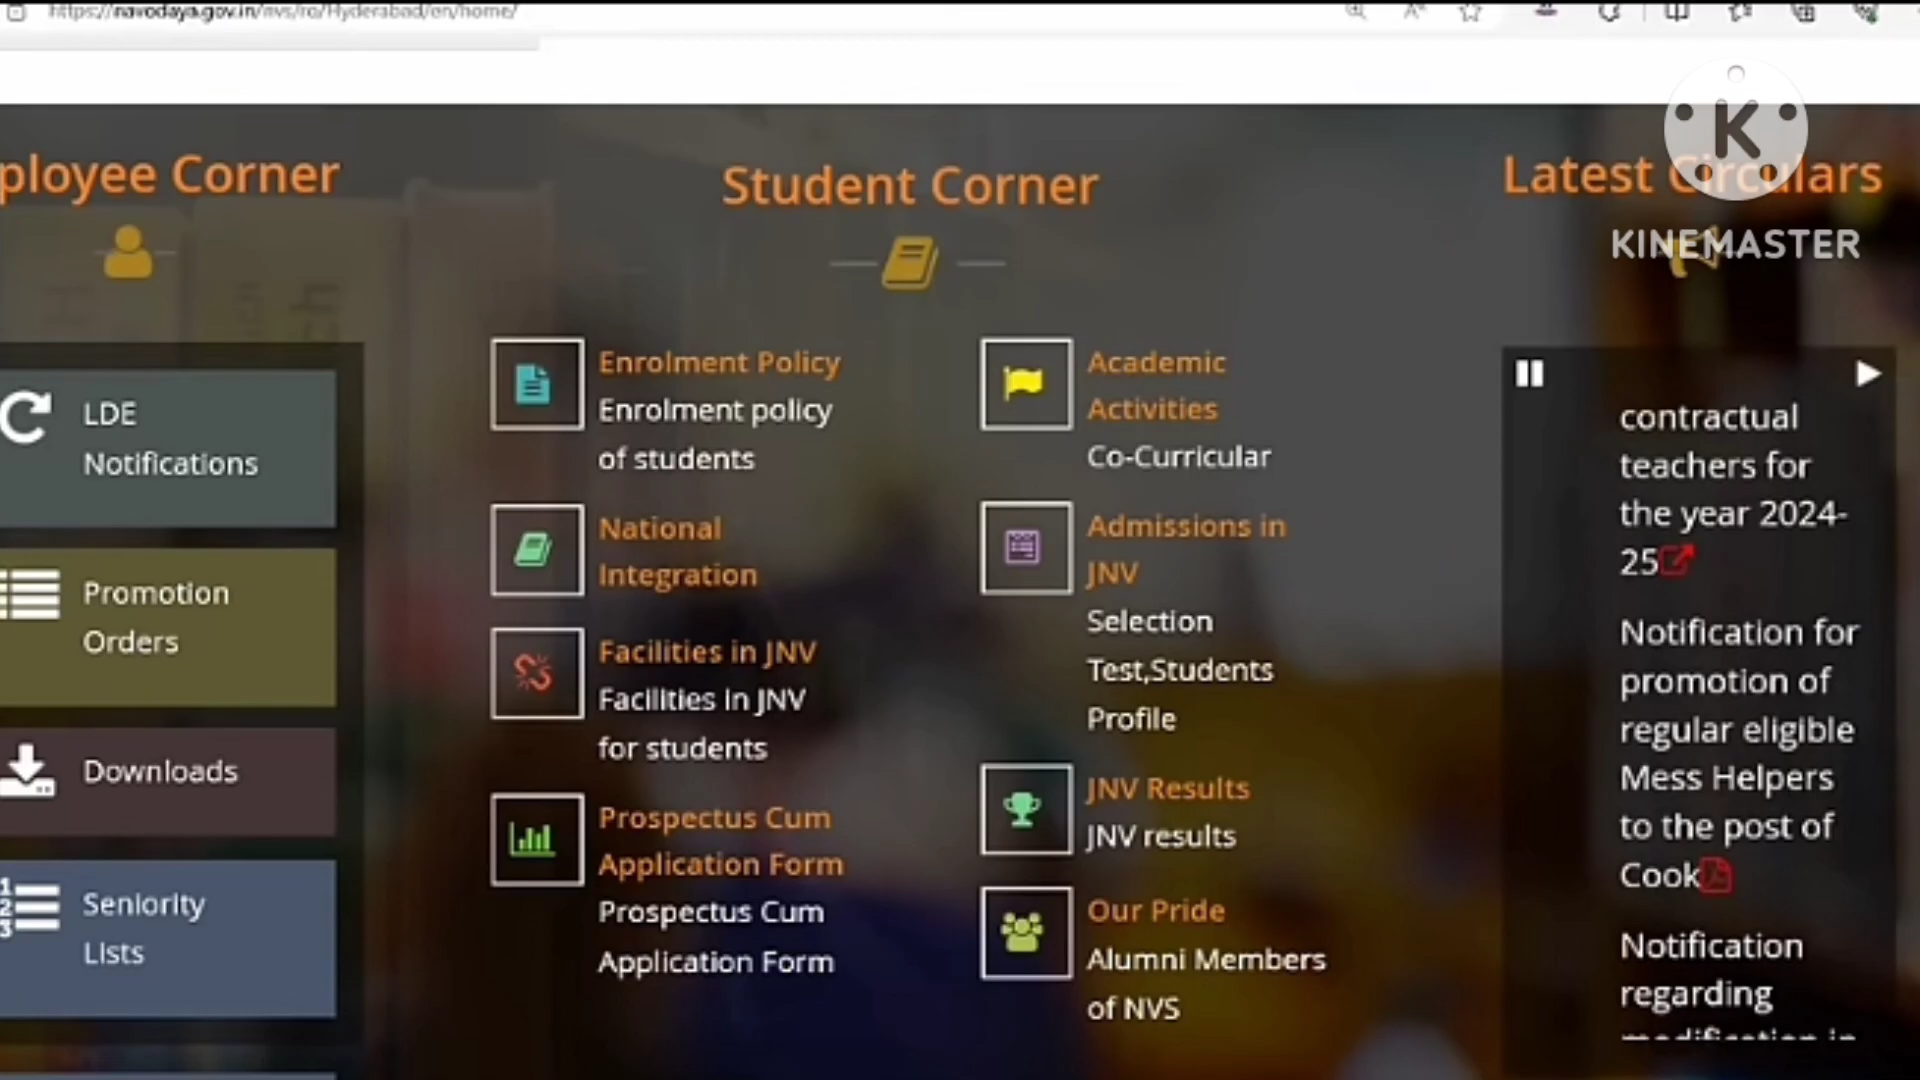 https://navodaya.gov.in/nvs/ro/Hyderabad/en/home/
ployee Corner
LDE
Notifications
Promotion
Orders
Downloads
Seniority
Lists
Student Corner
Enrolment Policy
Enrolment policy
of students
National
Integration
Facilities in JNV
Facilities in JNV
for students
Prospectus Cum
Application Form
Prospectus Cum
Application Form
Academic
Activities
Co-Curricular
Admissions in
JNV
Selection
Test,Students
Profile
JNV Results
JNV results
Our Pride
Alumni Members
of NVS
Latest Circulars
K
KINEMASTER
contractual
teachers for
the year 2024-
25
Notification for
promotion of
regular eligible
Mess Helpers
to the post of
Cook
Notification
regarding
modification in